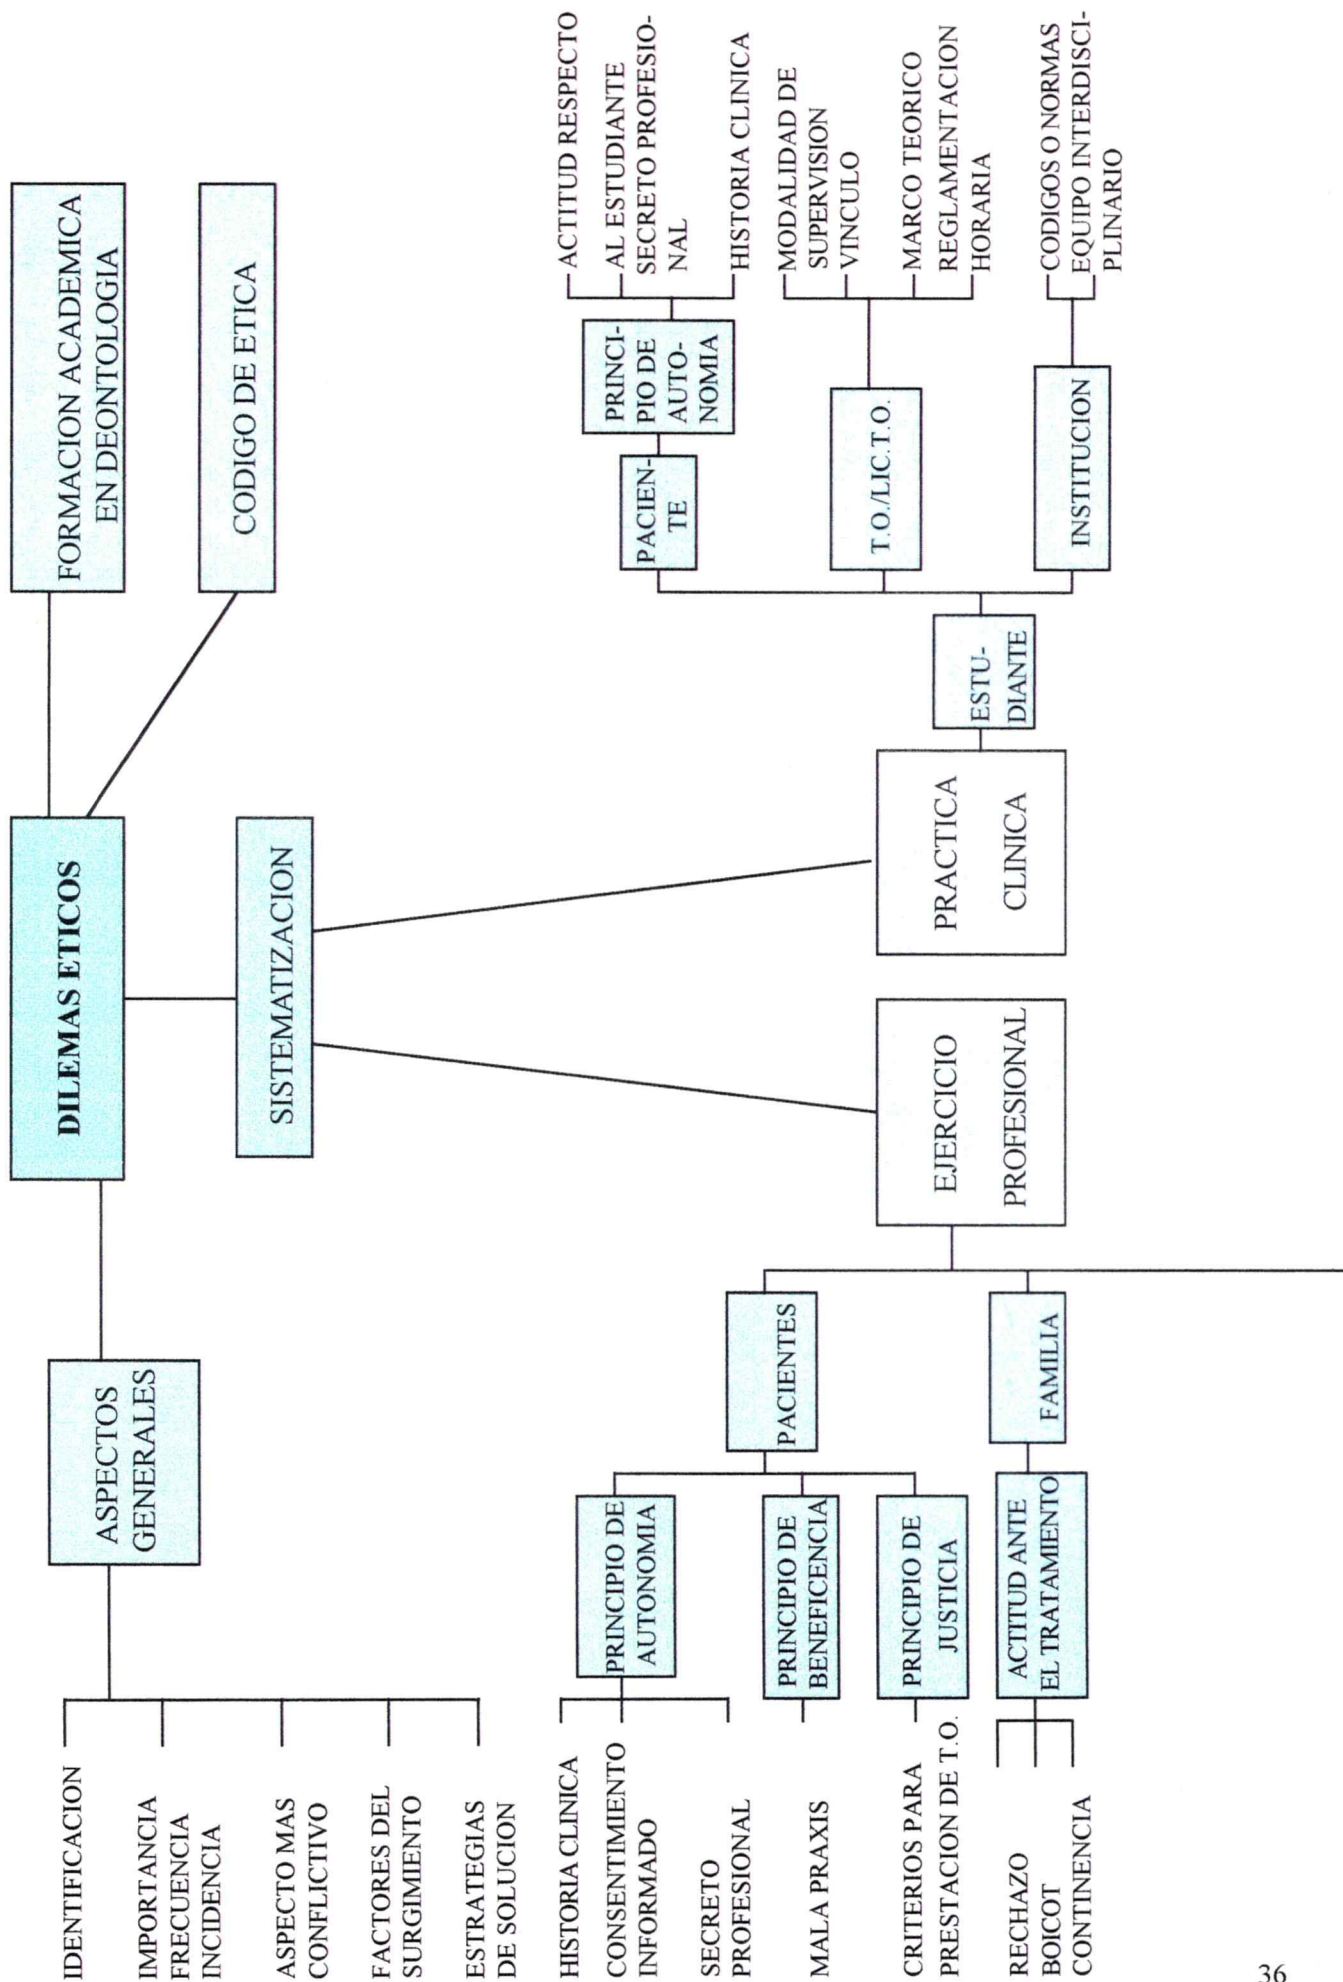 DILEMAS ETICOS
FORMACION ACADEMICA
EN DEONTOLOGIA
CODIGO DE ETICA
SISTEMATIZACION
ASPECTOS
GENERALES
IDENTIFICACION
IMPORTANCIA
FRECUENCIA
INCIDENCIA
ASPECTO MAS
CONFLICTIVO
FACTORES DEL
SURGIMIENTO
ESTRATEGIAS
DE SOLUCION
EJERCICIO
PROFESIONAL
PACIENTES
PRINCIPIO DE
AUTONOMIA
HISTORIA CLINICA
CONSENTIMIENTO
INFORMADO
SECRETO
PROFESIONAL
PRINCIPIO DE
BENEFICENCIA
MALA PRAXIS
PRINCIPIO DE
JUSTICIA
CRITERIOS PARA
PRESTACION DE T.O.
FAMILIA
ACTITUD ANTE
EL TRATAMIENTO
RECHAZO
BOICOT
CONTINENCIA
PRACTICA
CLINICA
ESTU-
DIANTE
PACIEN-
TE
PRINCI-
PIO DE
AUTO-
NOMIA
ACTITUD RESPECTO
AL ESTUDIANTE
SECRETO PROFESIO-
NAL
HISTORIA CLINICA
T.O./LIC.T.O.
MODALIDAD DE
SUPERVISION
VINCULO
MARCO TEORICO
REGLAMENTACION
HORARIA
INSTITUCION
CODIGOS O NORMAS
EQUIPO INTERDISCI-
PLINARIO
36